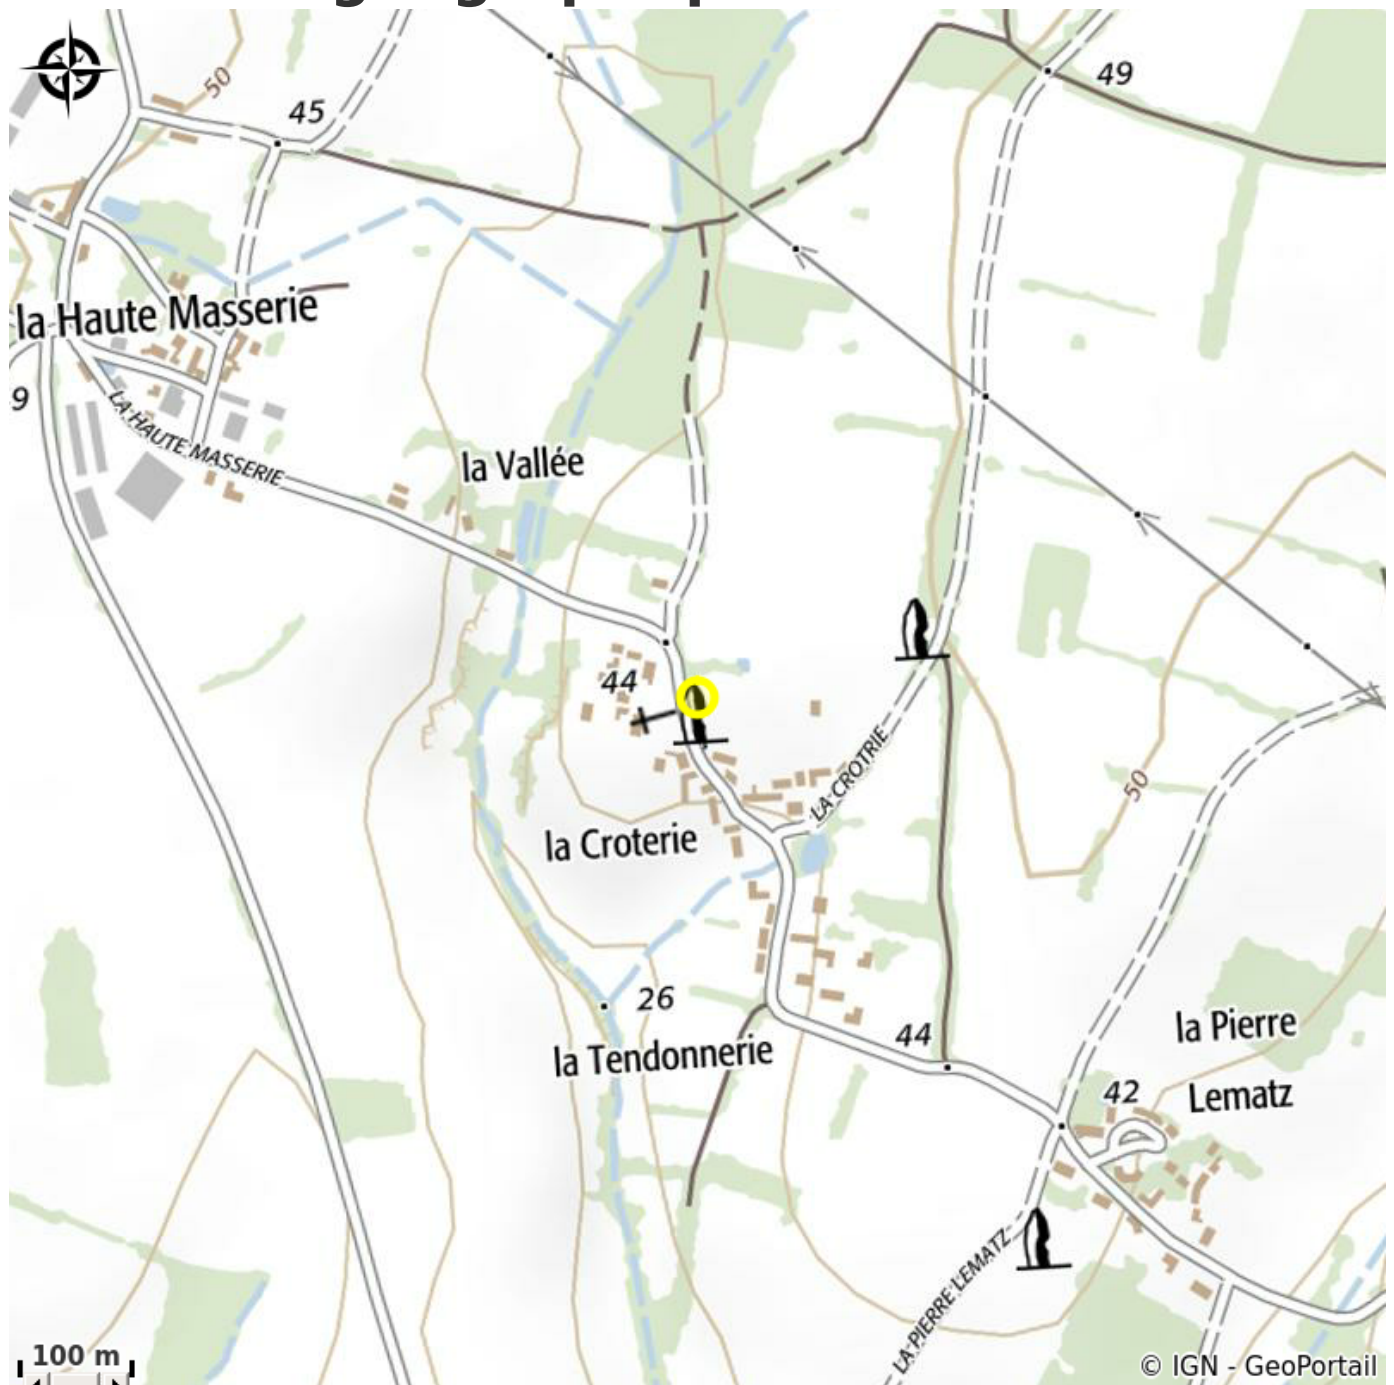 50
45
49
la Haute Masserie
9
LA HAUTE MASSERIE
la Vallée
44
LA CROTRIE
50
la Croterie
26
la Pierre
Lematz
44
la Tendonnerie
42
LA PIERRE LEMATZ
100 m
© IGN - GeoPortail